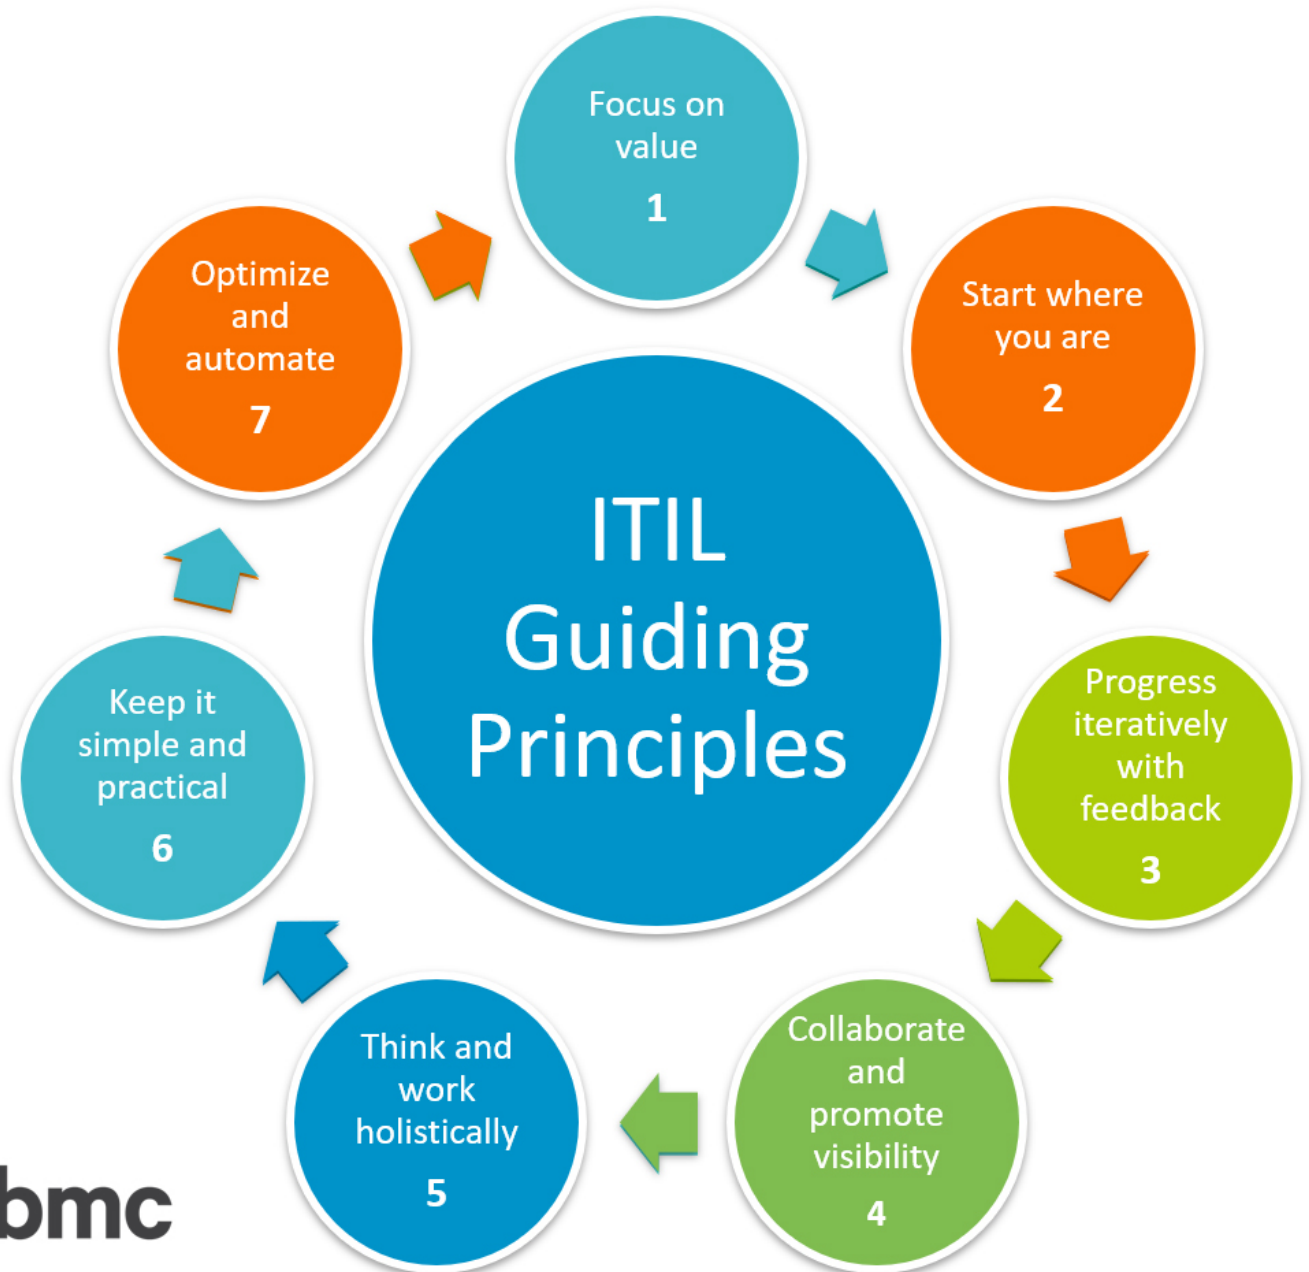 Focus on
value
1
Start where
you are
2
Progress
iteratively
with
feedback
3
Collaborate
and
promote
visibility
4
Think and
work
holistically
5
Keep it
simple and
practical
6
Optimize
and
automate
7
ITIL
Guiding
Principles
bmc